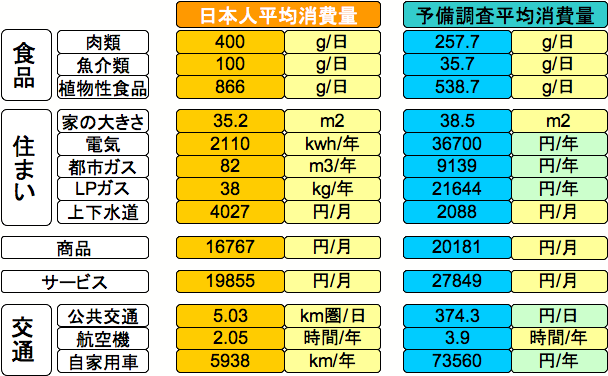 日本人平均消費量 予備調査平均消費量
食品
肉類 400 g/日 257.7 g/日
魚介類 100 g/日 35.7 g/日
植物性食品 866 g/日 538.7 g/日
住まい
家の大きさ 35.2 m2 38.5 m2
電気 2110 kwh/年 36700 円/年
都市ガス 82 m3/年 9139 円/年
LPガス 38 kg/年 21644 円/年
上下水道 4027 円/月 2088 円/月
商品 16767 円/月 20181 円/月
サービス 19855 円/月 27849 円/月
交通
公共交通 5.03 km圏/日 374.3 円/日
航空機 2.05 時間/年 3.9 時間/年
自家用車 5938 km/年 73560 円/年